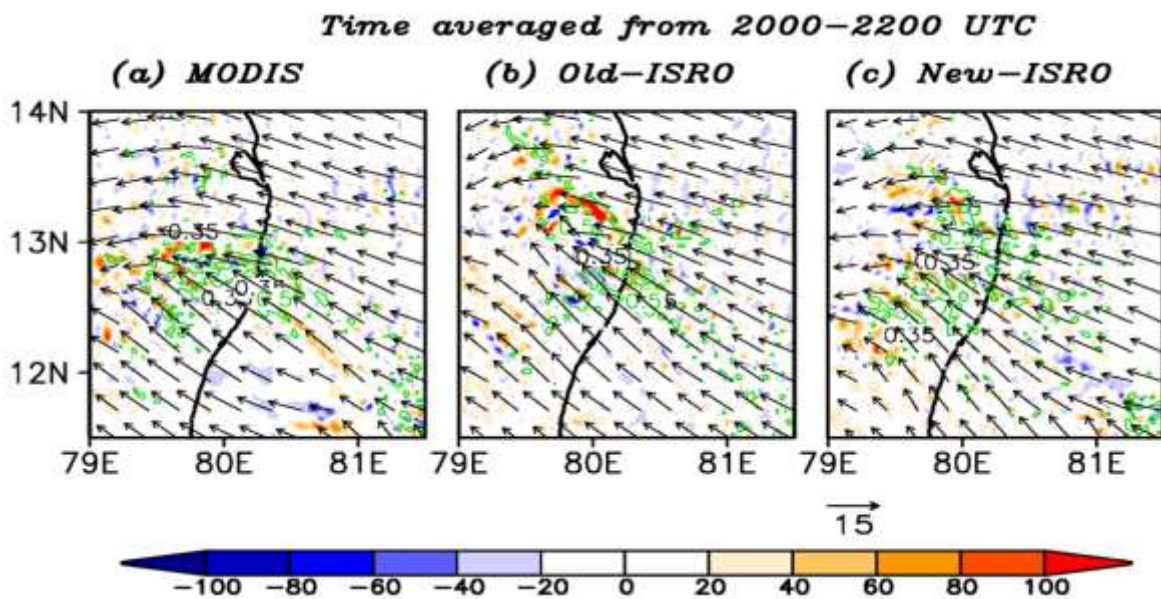 Time averaged from 2000-2200 UTC
(a) MODIS (b) Old-ISRO (c) New-ISRO
14N
13N
12N
0.35
0.35
0.35
0.35
79E 80E 81E 79E 80E 81E 79E 80E 81E
15
-100 -80 -60 -40 -20 0 20 40 60 80 100